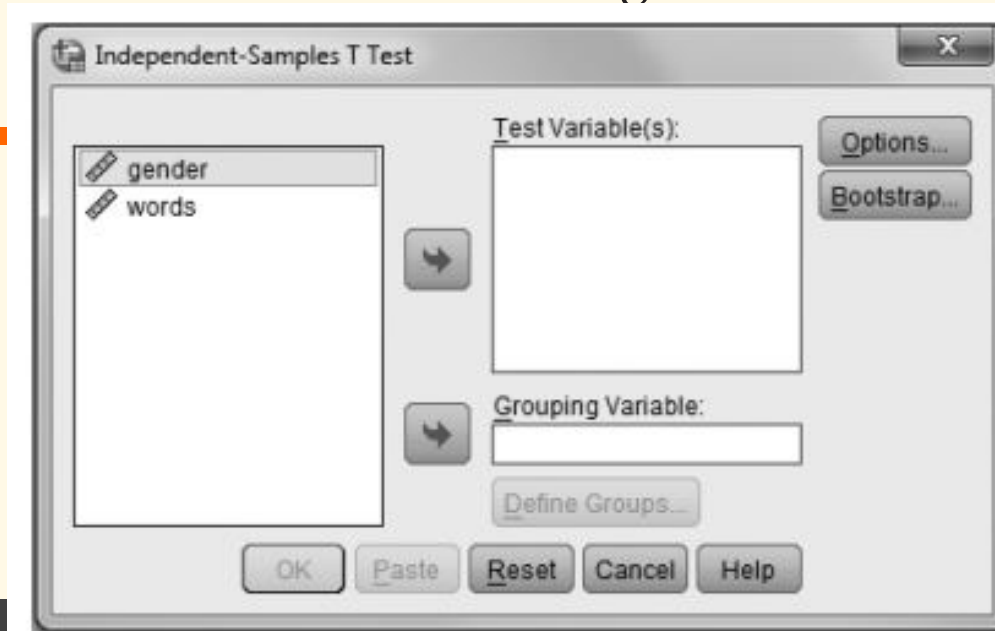 ()
Independent-Samples T Test
gender
words
Test Variable(s):
Options...
Bootstrap...
Grouping Variable:
Define Groups...
OK Paste Reset Cancel Help